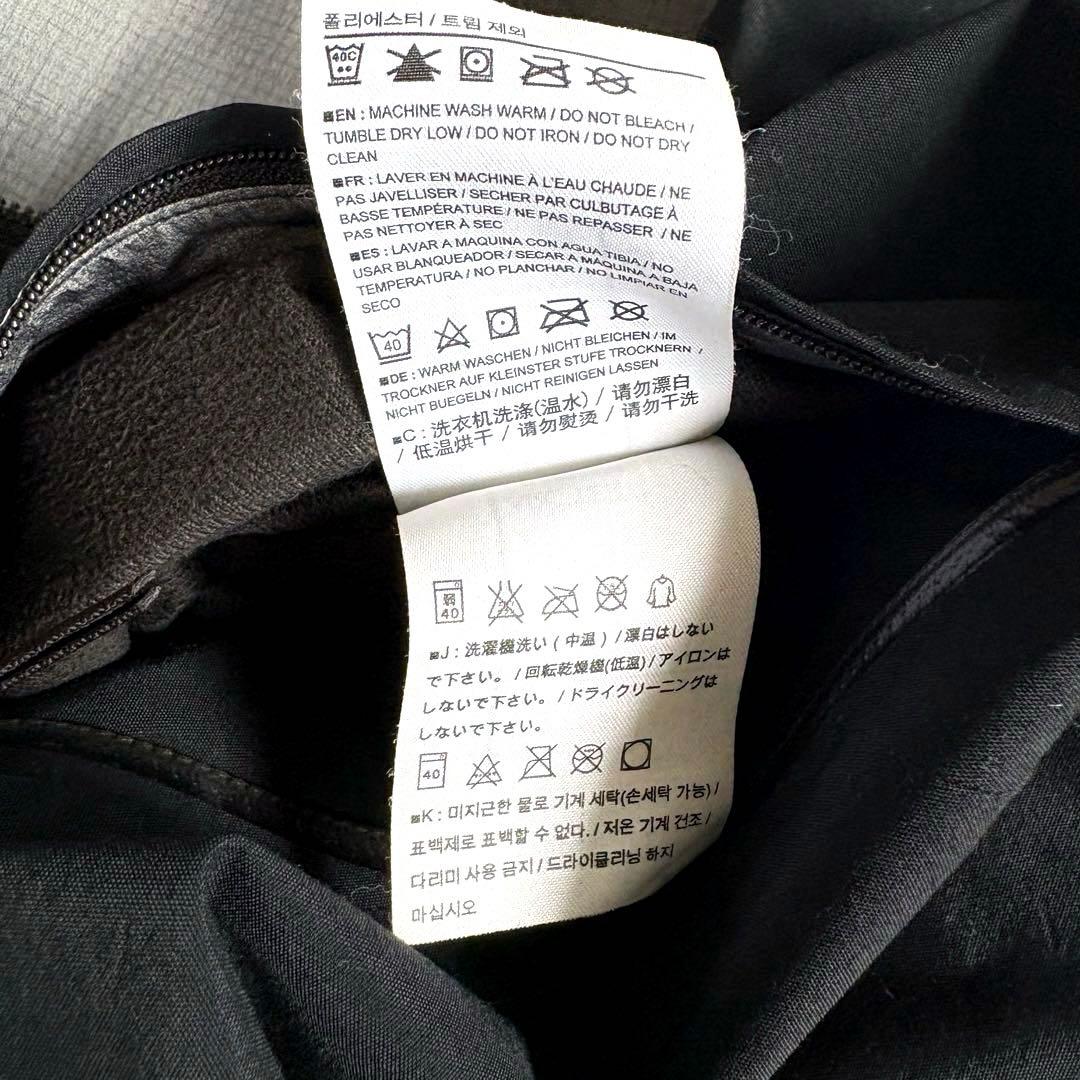 폴리에스터 / 트림 제외
40C
■EN : MACHINE WASH WARM / DO NOT BLEACH /
TUMBLE DRY LOW / DO NOT IRON / DO NOT DRY
CLEAN
■FR : LAVER EN MACHINE À L'EAU CHAUDE / NE
PAS JAVELLISER / SECHER PAR CULBUTAGE À
BASSE TEMPÉRATURE / NE PAS REPASSER / NE
PAS NETTOYER À SEC
■ES : LAVAR A MAQUINA CON AGUA TIBIA / NO
USAR BLANQUEADOR / SECAR A MAQUINA A BAJA
TEMPERATURA / NO PLANCHAR / NO LIMPIAR EN
SECO
40
■DE : WARM WASCHEN / NICHT BLEICHEN / IM
TROCKNER AUF KLEINSTER STUFE TROCKNERN /
NICHT BUEGELN / NICHT REINIGEN LASSEN
■C : 洗衣机洗涤(温水) / 请勿漂白
/ 低温烘干 / 请勿熨烫 / 请勿干洗
弱 40
■J : 洗濯機洗い ( 中温 ) / 漂白はしない
で下さい。 / 回転乾燥機(低温) / アイロンは
しないで下さい。 / ドライクリーニングは
しないで下さい。
40
■K : 미지근한 물로 기계 세탁(손세탁 가능) /
표백제로 표백할 수 없다. / 저온 기계 건조 /
다리미 사용 금지 / 드라이클리닝 하지
마십시오